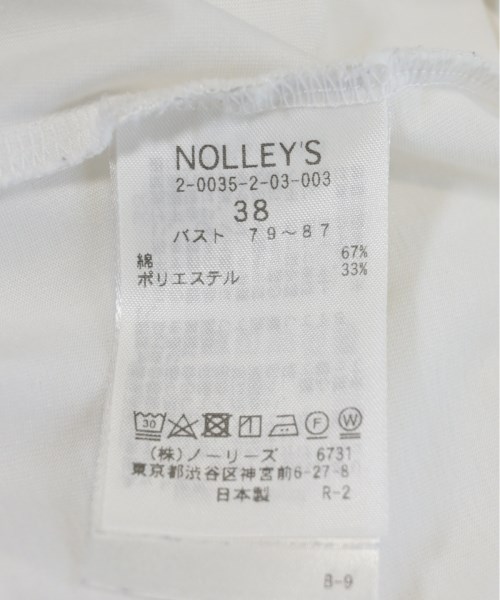 NOLLEY'S
2-0035-2-03-003
38
バスト 79～87
綿 67%
ポリエステル 33%
30 F W
(株)ノーリーズ 6731
東京都渋谷区神宮前6-27-8
日本製 R-2
8-9